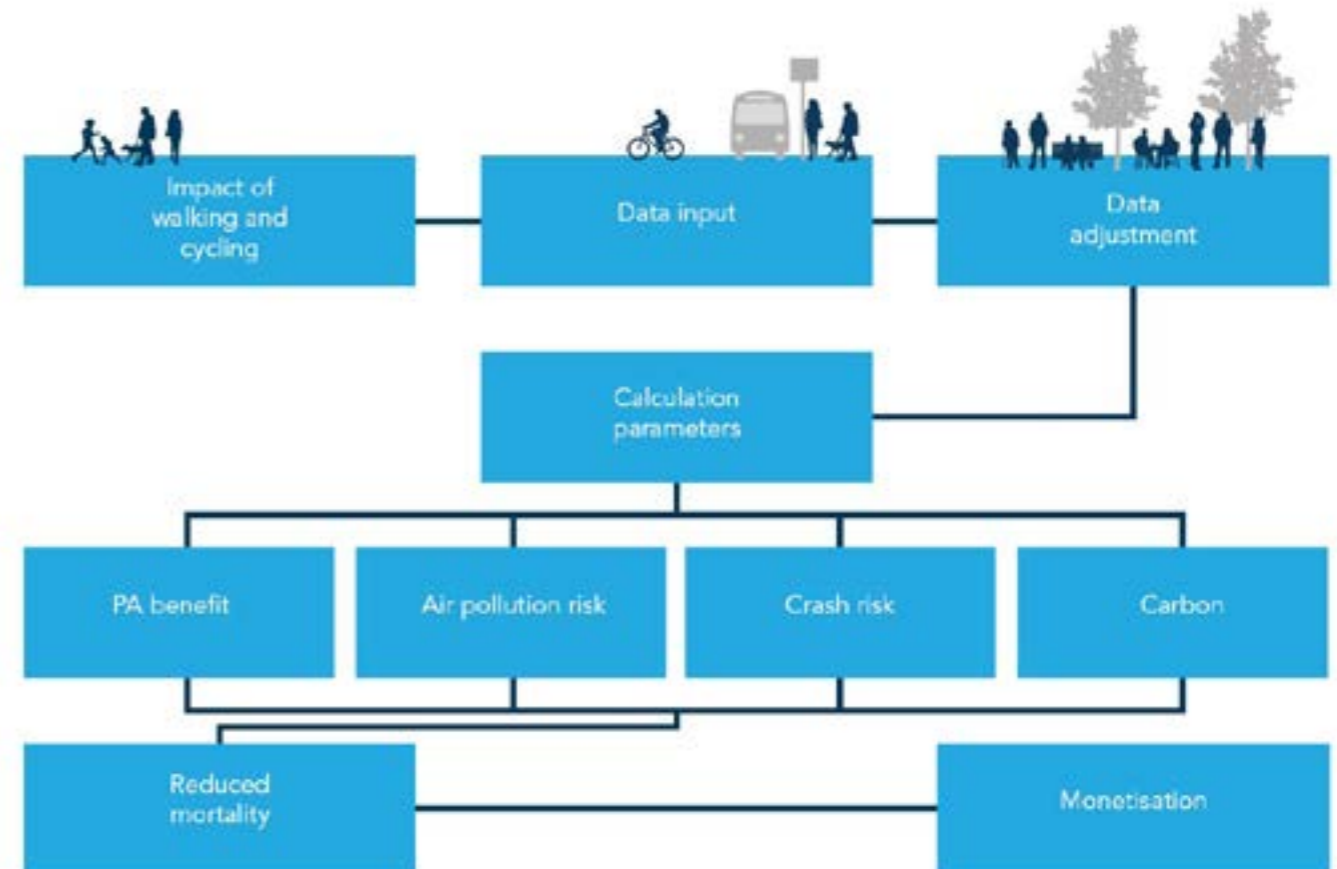 Impact of
walking and
cycling
Data input
Data
adjustment
Calculation
parameters
PA benefit
Air pollution risk
Crash risk
Carbon
Reduced
mortality
Monetisation